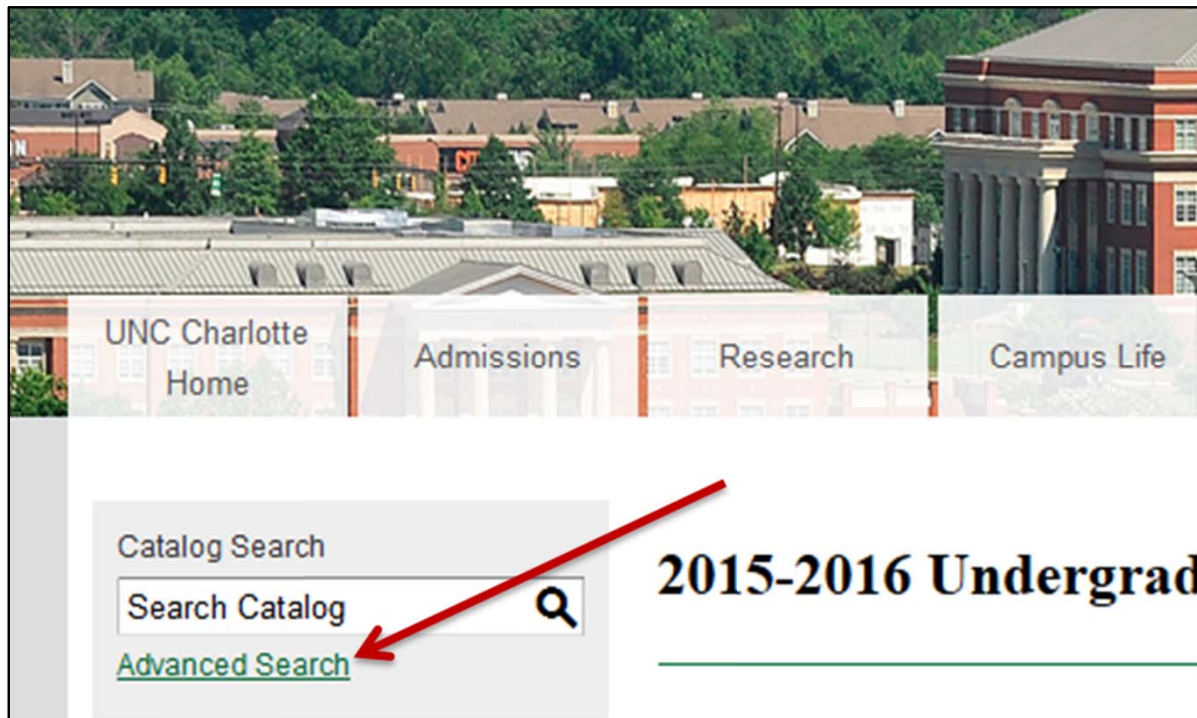 UNC Charlotte
Home
Admissions
Research
Campus Life
Catalog Search
Search Catalog
Advanced Search
2015-2016 Undergrad